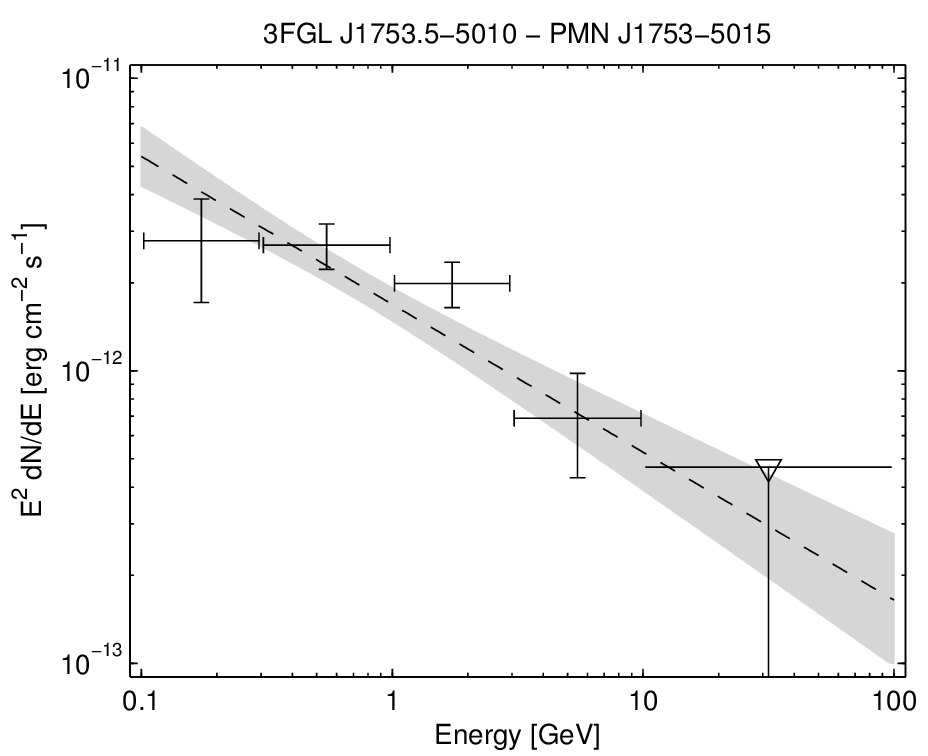 3FGL J1753.5−5010 − PMN J1753−5015
10⁻¹¹
10⁻¹²
10⁻¹³
E² dN/dE [erg cm⁻² s⁻¹]
0.1 1 10 100
Energy [GeV]